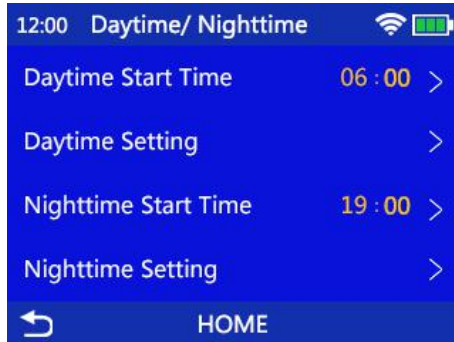 12:00 Daytime/ Nighttime
Daytime Start Time 06:00 >
Daytime Setting >
Nighttime Start Time 19:00 >
Nighttime Setting >
HOME